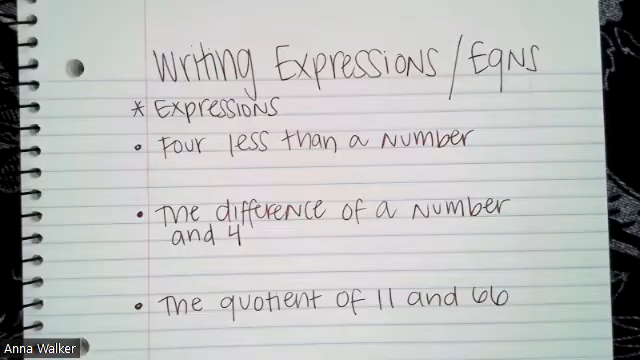 Writing Expressions / Eqns
* Expressions
• Four less than a number
• The difference of a number
and 4
• The quotient of 11 and 66
Anna Walker